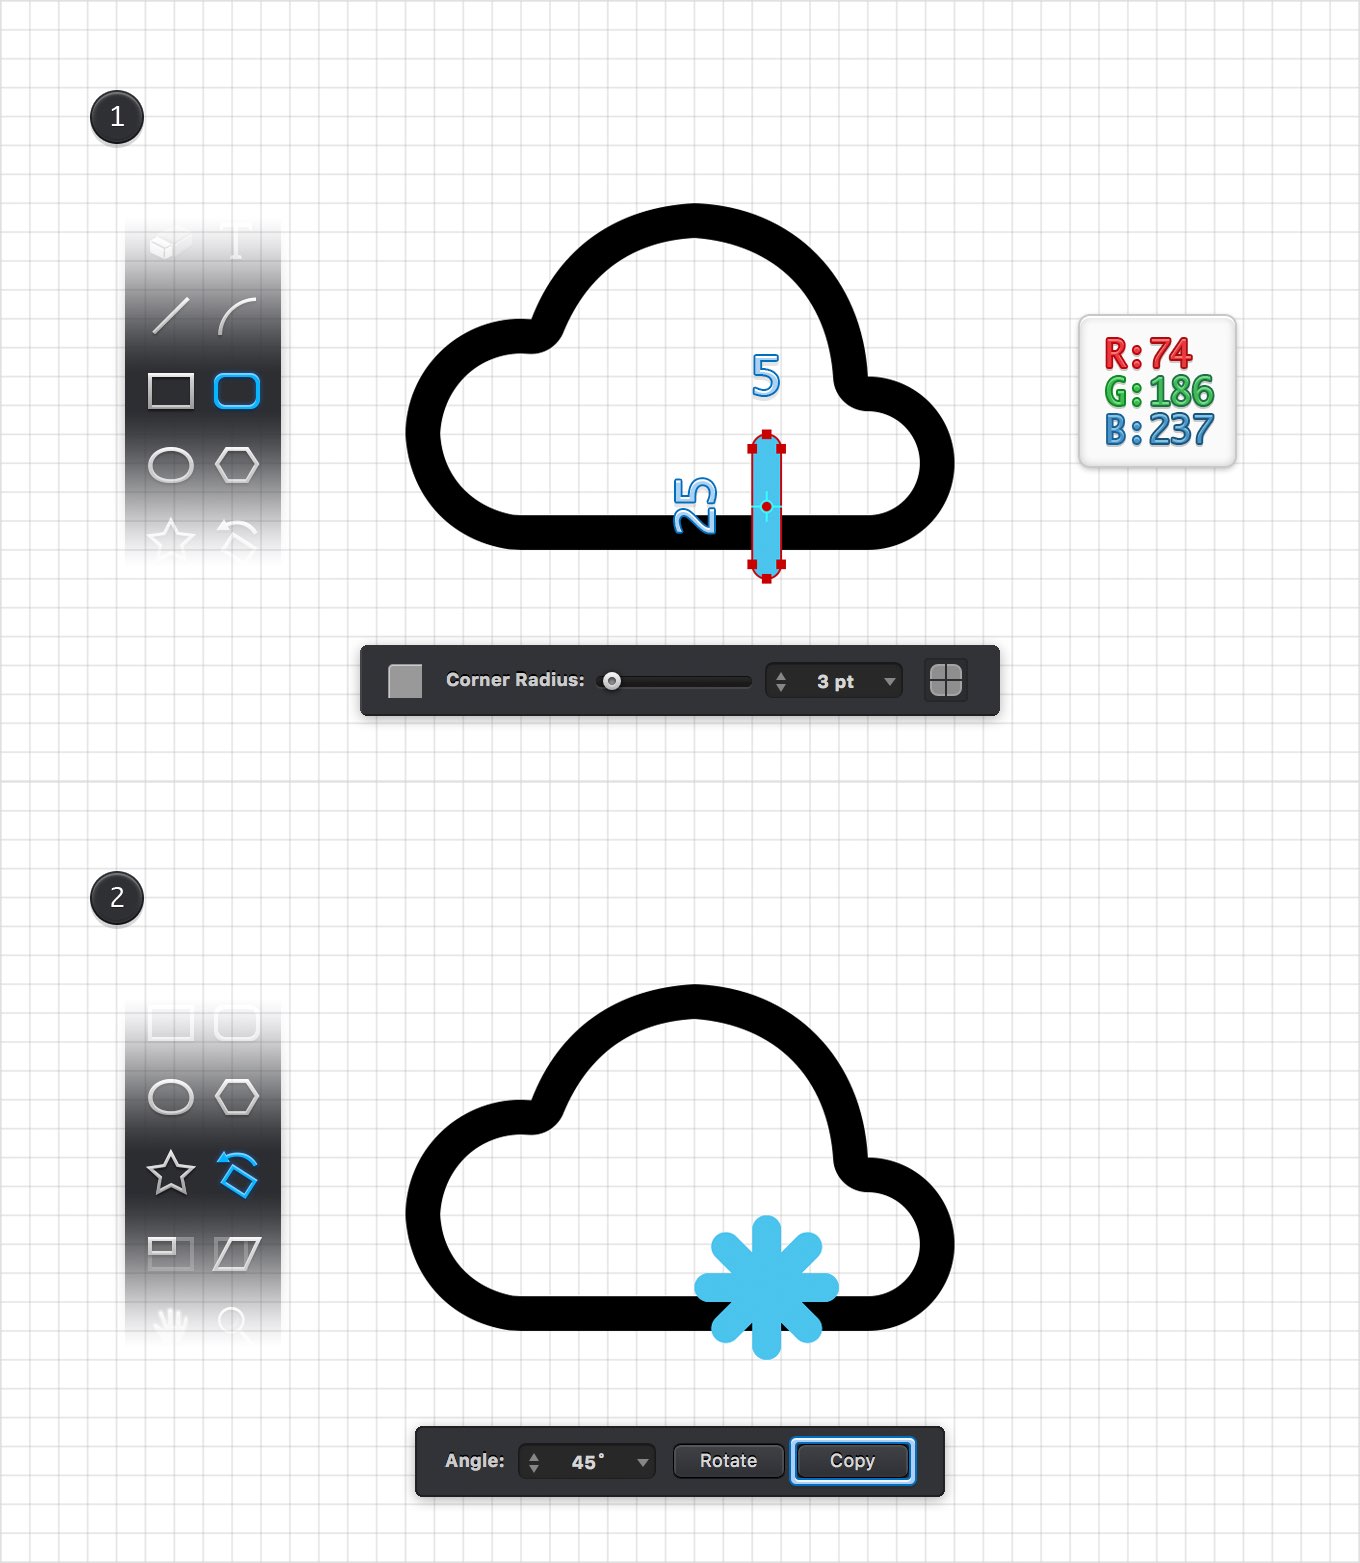 1
T
5
25
R: 74
G: 186
B: 237
Corner Radius:
3 pt
2
Angle:
45°
Rotate
Copy